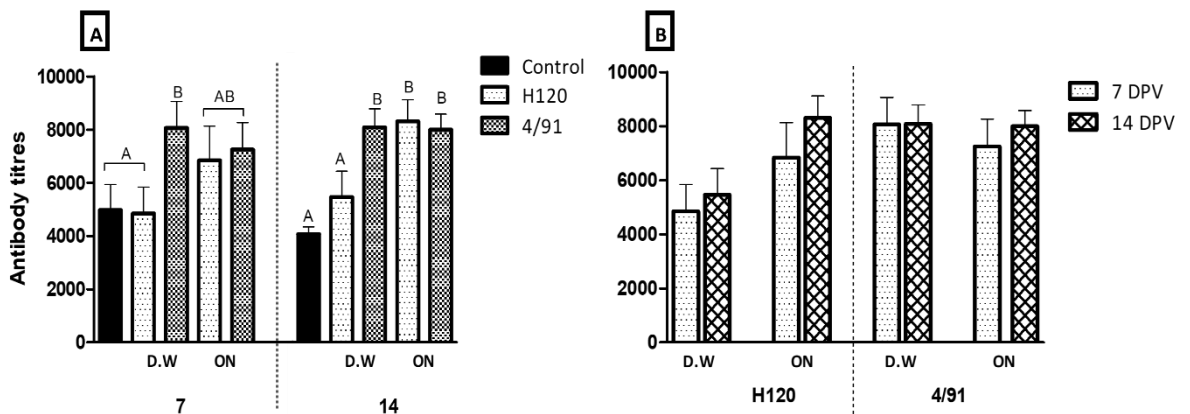 A
Antibody titres
10000
8000
6000
4000
2000
0
A
B
AB
A
A
B
B
B
D.W
ON
D.W
ON
7
14
Control
H120
4/91
B
10000
8000
6000
4000
2000
0
D.W
ON
D.W
ON
H120
4/91
7 DPV
14 DPV